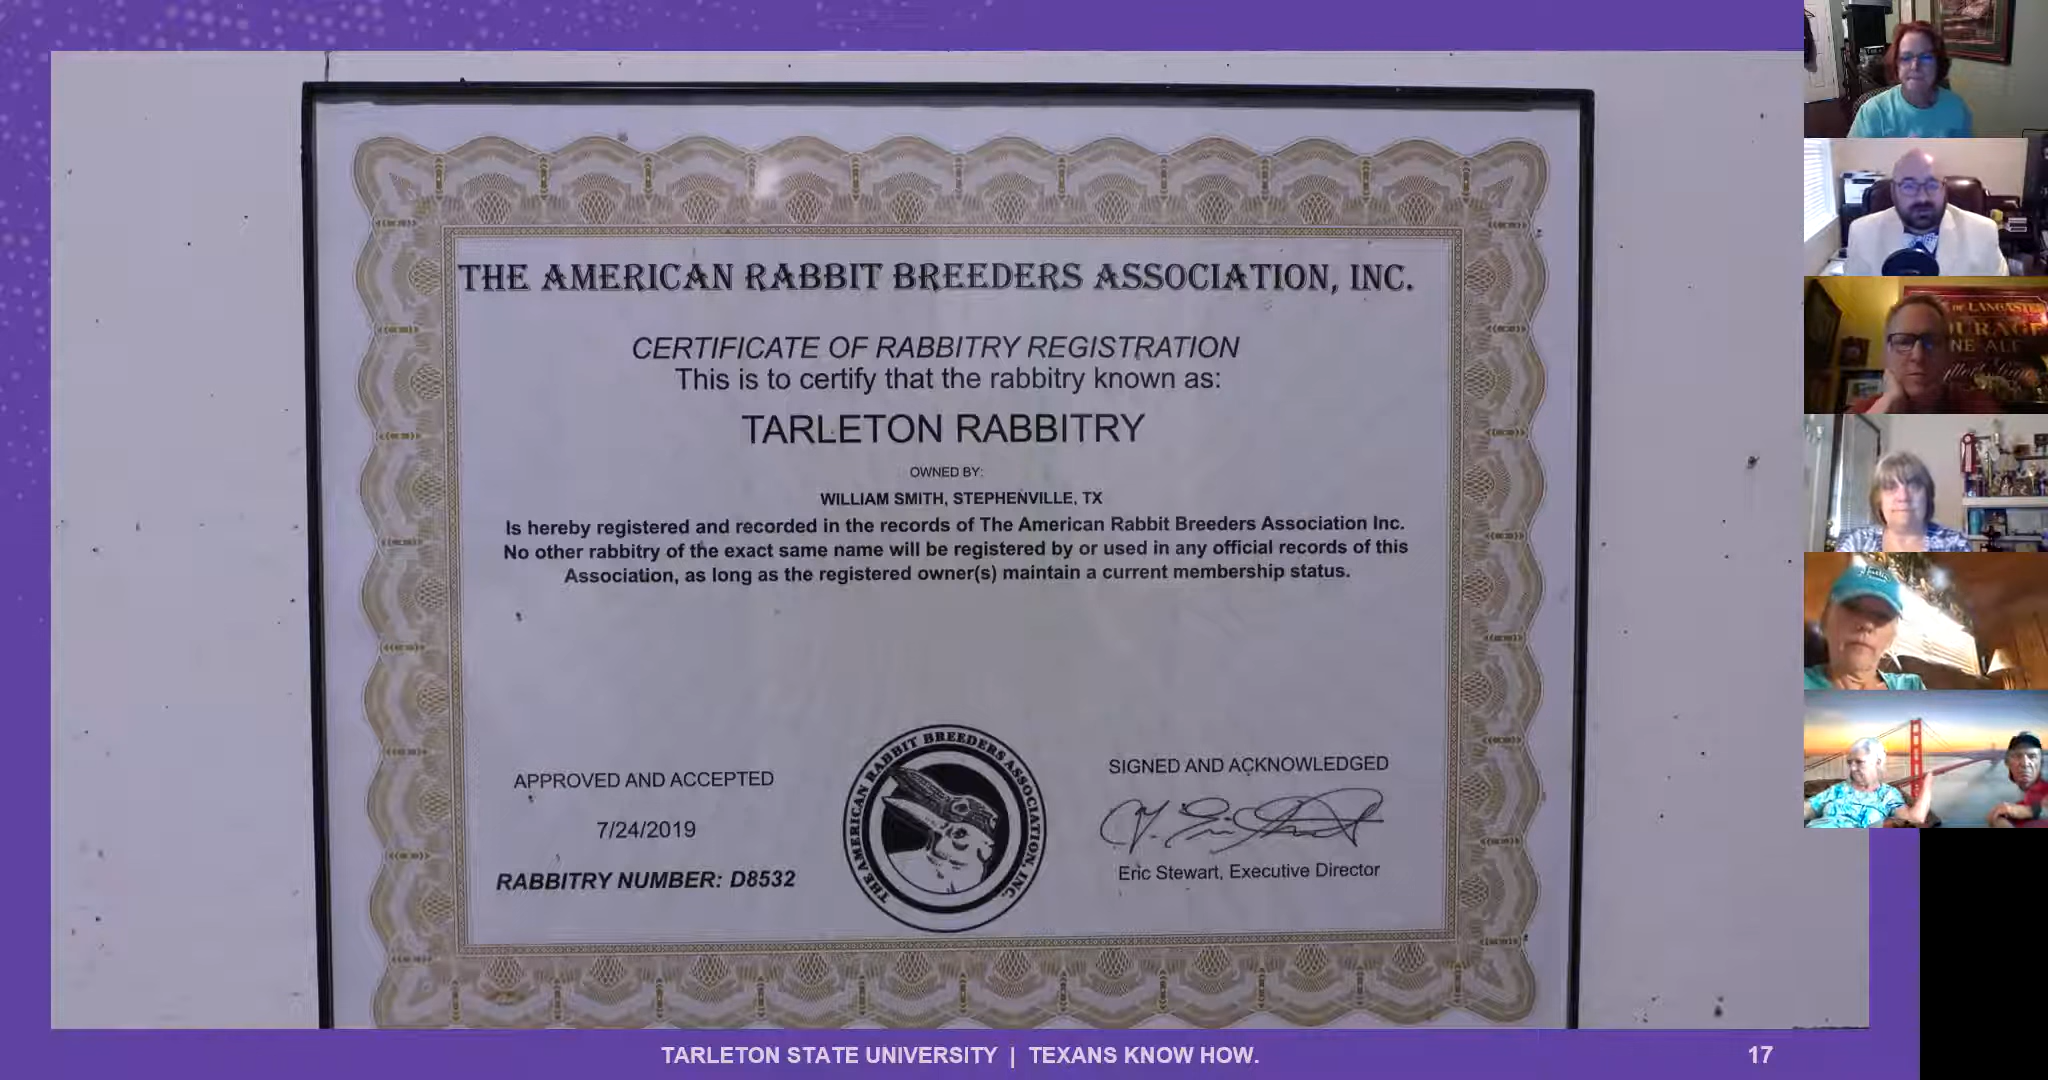 THE AMERICAN RABBIT BREEDERS ASSOCIATION, INC.
CERTIFICATE OF RABBITRY REGISTRATION
This is to certify that the rabbitry known as:
TARLETON RABBITRY
OWNED BY:
WILLIAM SMITH, STEPHENVILLE, TX
Is hereby registered and recorded in the records of The American Rabbit Breeders Association Inc.
No other rabbitry of the exact same name will be registered by or used in any official records of this
Association, as long as the registered owner(s) maintain a current membership status.
APPROVED AND ACCEPTED
7/24/2019
RABBITRY NUMBER: D8532
THE AMERICAN RABBIT BREEDERS ASSOCIATION, INC.
SIGNED AND ACKNOWLEDGED
Eric Stewart, Executive Director
TARLETON STATE UNIVERSITY | TEXANS KNOW HOW.
17
OF LANCASTER